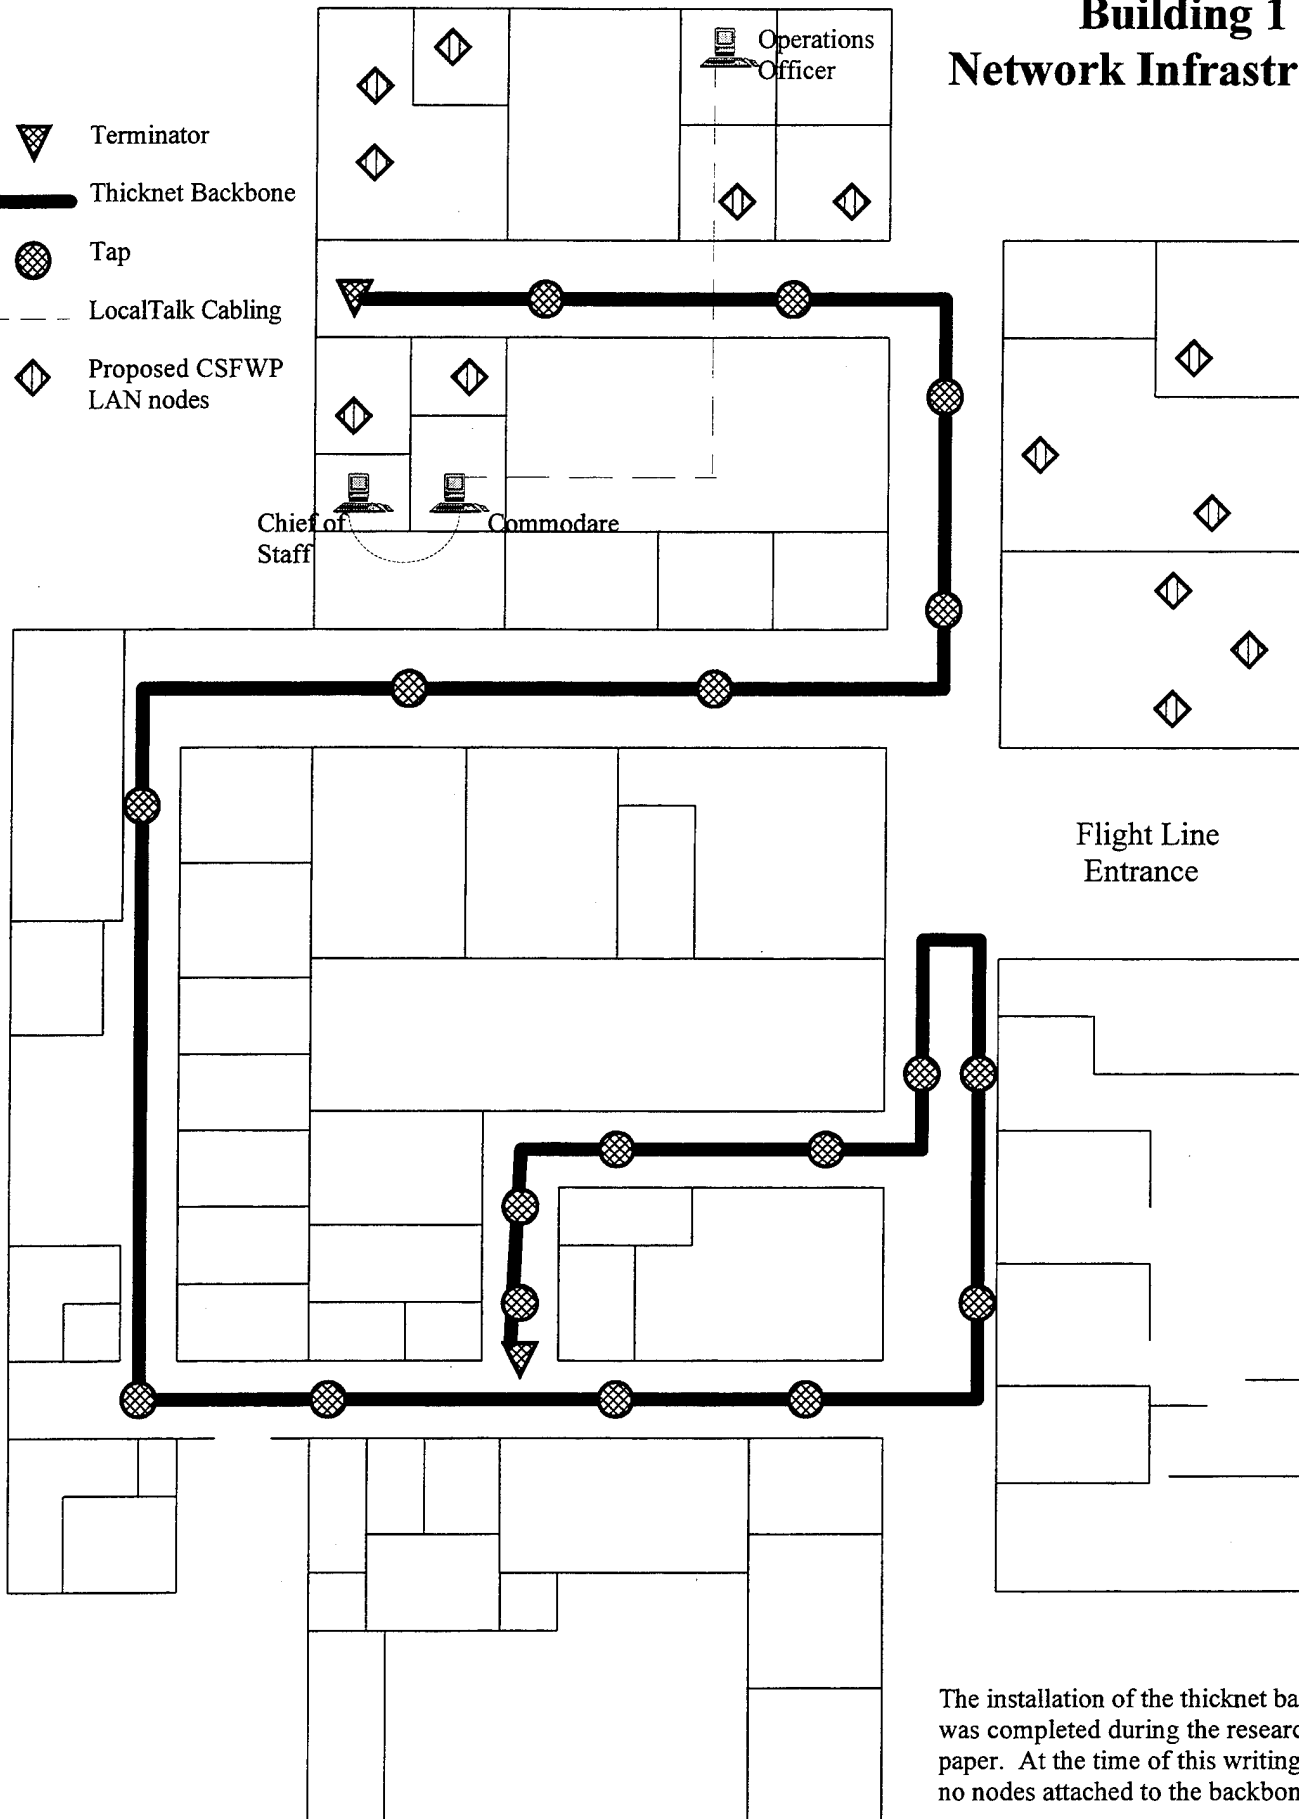 Building 1
Network Infrastr
Operations
Officer
Terminator
Thicknet Backbone
Tap
LocalTalk Cabling
Proposed CSFWP
LAN nodes
Chief of
Staff
Commodare
Flight Line
Entrance
The installation of the thicknet ba
was completed during the researc
paper. At the time of this writing
no nodes attached to the backbon